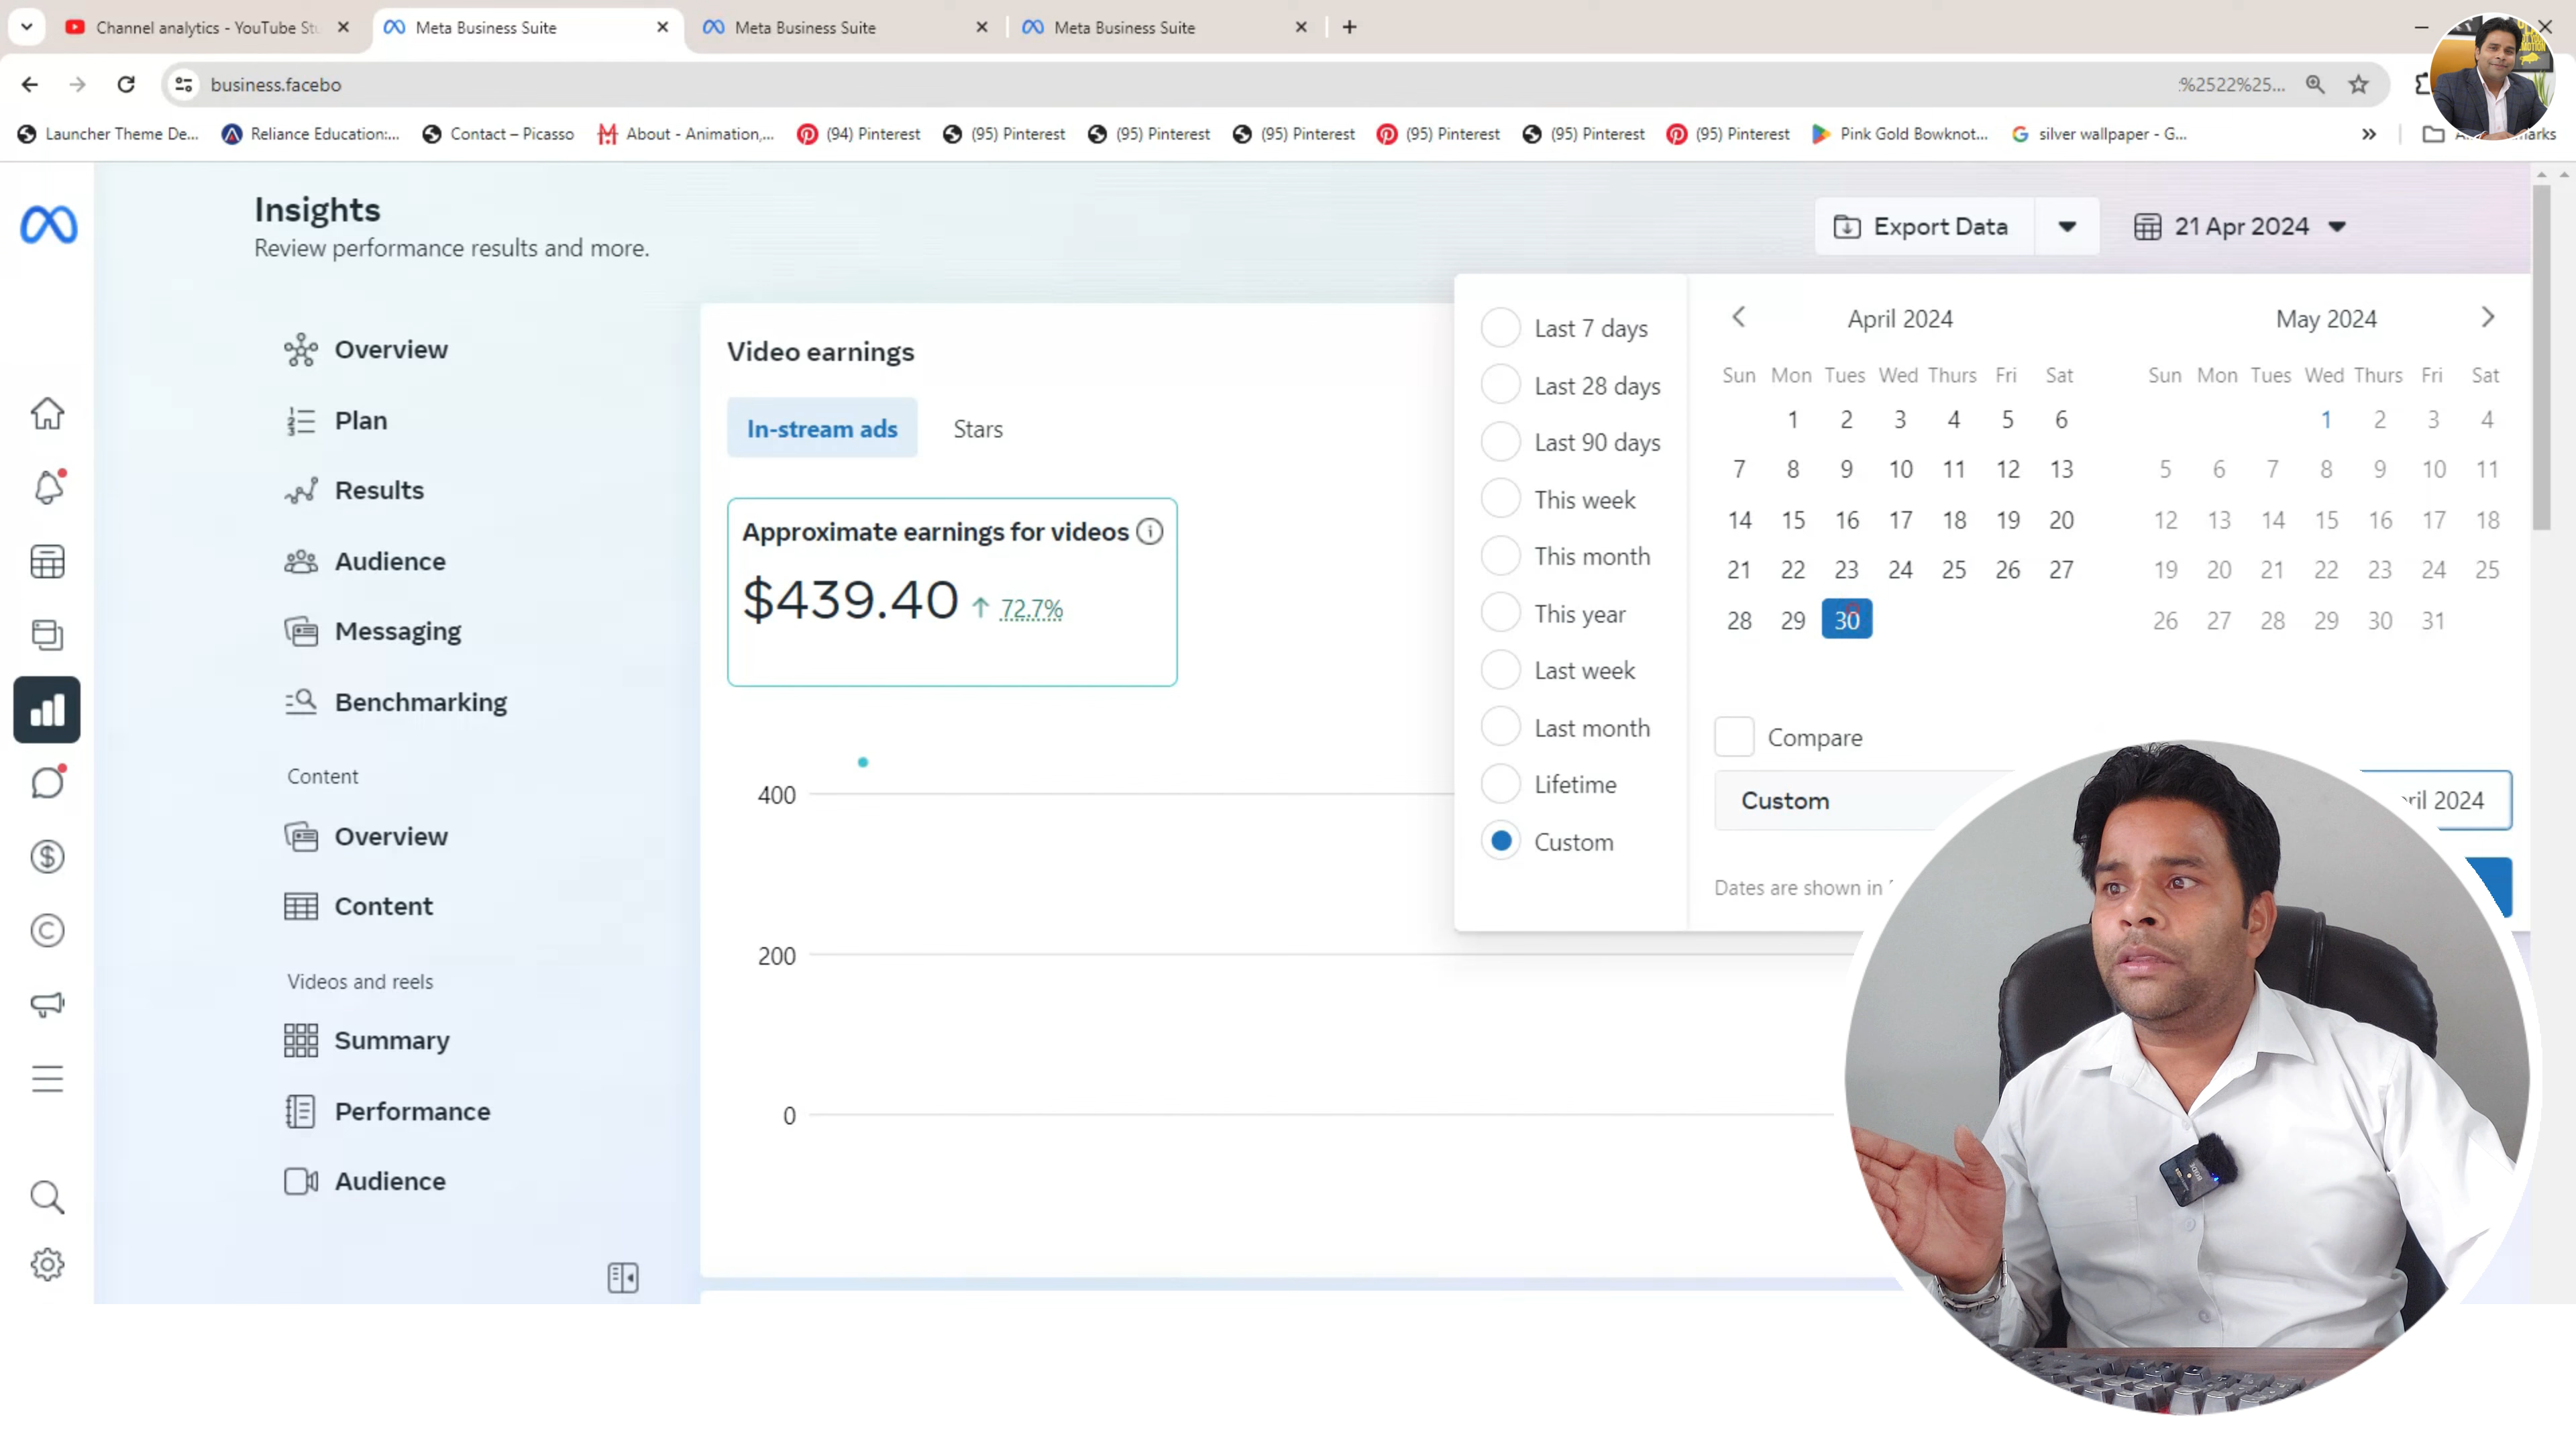 Channel analytics - YouTube Stu
Meta Business Suite
Meta Business Suite
Meta Business Suite
business.facebo
:%2522%25...
Launcher Theme De...
Reliance Education:...
Contact – Picasso
About - Animation,...
(94) Pinterest
(95) Pinterest
(95) Pinterest
(95) Pinterest
(95) Pinterest
(95) Pinterest
(95) Pinterest
Pink Gold Bowknot...
silver wallpaper - G...
Insights
Review performance results and more.
Export Data
21 Apr 2024
Overview
Plan
Results
Audience
Messaging
Benchmarking
Content
Overview
Content
Videos and reels
Summary
Performance
Audience
Video earnings
In-stream ads
Stars
Approximate earnings for videos
$439.40 ↑ 72.7%
400
200
0
Last 7 days
Last 28 days
Last 90 days
This week
This month
This year
Last week
Last month
Lifetime
Custom
April 2024
Sun Mon Tues Wed Thurs Fri Sat
1 2 3 4 5 6
7 8 9 10 11 12 13
14 15 16 17 18 19 20
21 22 23 24 25 26 27
28 29 30
May 2024
Sun Mon Tues Wed Thurs Fri Sat
1 2 3 4
5 6 7 8 9 10 11
12 13 14 15 16 17 18
19 20 21 22 23 24 25
26 27 28 29 30 31
Compare
Custom
ril 2024
Dates are shown in